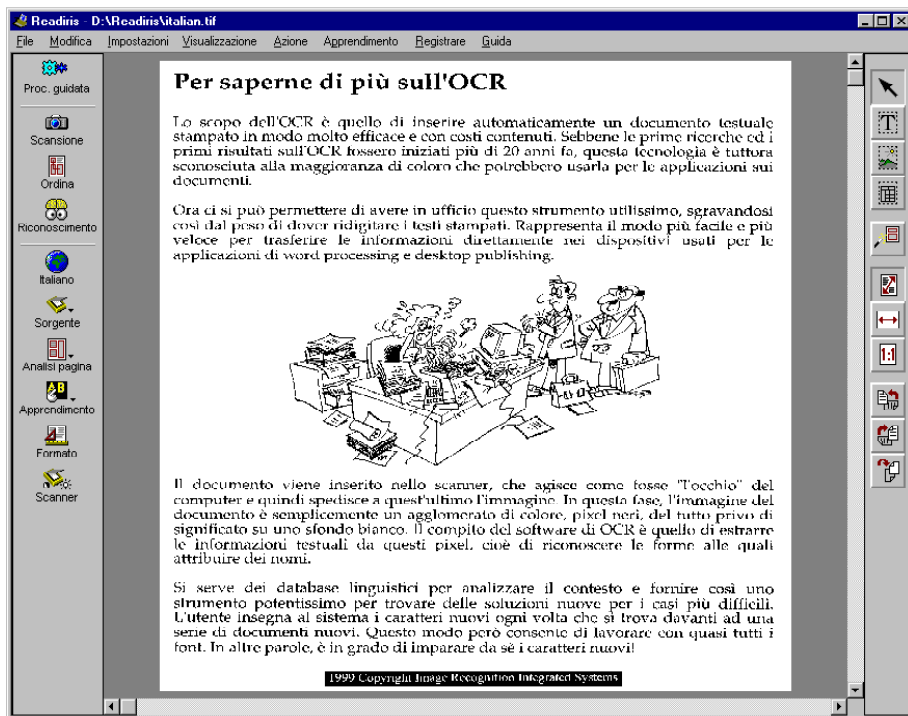 Readiris - D:\Readiris\italian.tif
File Modifica Impostazioni Visualizzazione Azione Apprendimento Registrare Guida
Proc. guidata
Scansione
Ordina
Riconoscimento
Italiano
Sorgente
Analisi pagina
Apprendimento
Formato
Scanner
Per saperne di più sull'OCR
Lo scopo dell'OCR è quello di inserire automaticamente un documento testuale
stampato in modo molto efficace e con costi contenuti. Sebbene le prime ricerche ed i
primi risultati sull'OCR fossero iniziati più di 20 anni fa, questa tecnologia è tuttora
sconosciuta alla maggioranza di coloro che potrebbero usarla per le applicazioni sui
documenti.
Ora ci si può permettere di avere in ufficio questo strumento utilissimo, sgravandosi
così dal peso di dover ridigitare i testi stampati. Rappresenta il modo più facile e più
veloce per trasferire le informazioni direttamente nei dispositivi usati per le
applicazioni di word processing e desktop publishing.
Il documento viene inserito nello scanner, che agisce come fosse "l'occhio" del
computer e quindi spedisce a quest'ultimo l'immagine. In questa fase, l'immagine del
documento è semplicemente un agglomerato di colore, pixel neri, del tutto privo di
significato su uno sfondo bianco. Il compito del software di OCR è quello di estrarre
le informazioni testuali da questi pixel, cioè di riconoscere le forme alle quali
attribuire dei nomi.
Si serve dei database linguistici per analizzare il contesto e fornire così uno
strumento potentissimo per trovare delle soluzioni nuove per i casi più difficili.
L'utente insegna al sistema i caratteri nuovi ogni volta che si trova davanti ad una
serie di documenti nuovi. Questo modo però consente di lavorare con quasi tutti i
font. In altre parole, è in grado di imparare da sè i caratteri nuovi!
1999 Copyright Image Recognition Integrated Systems
T
1:1